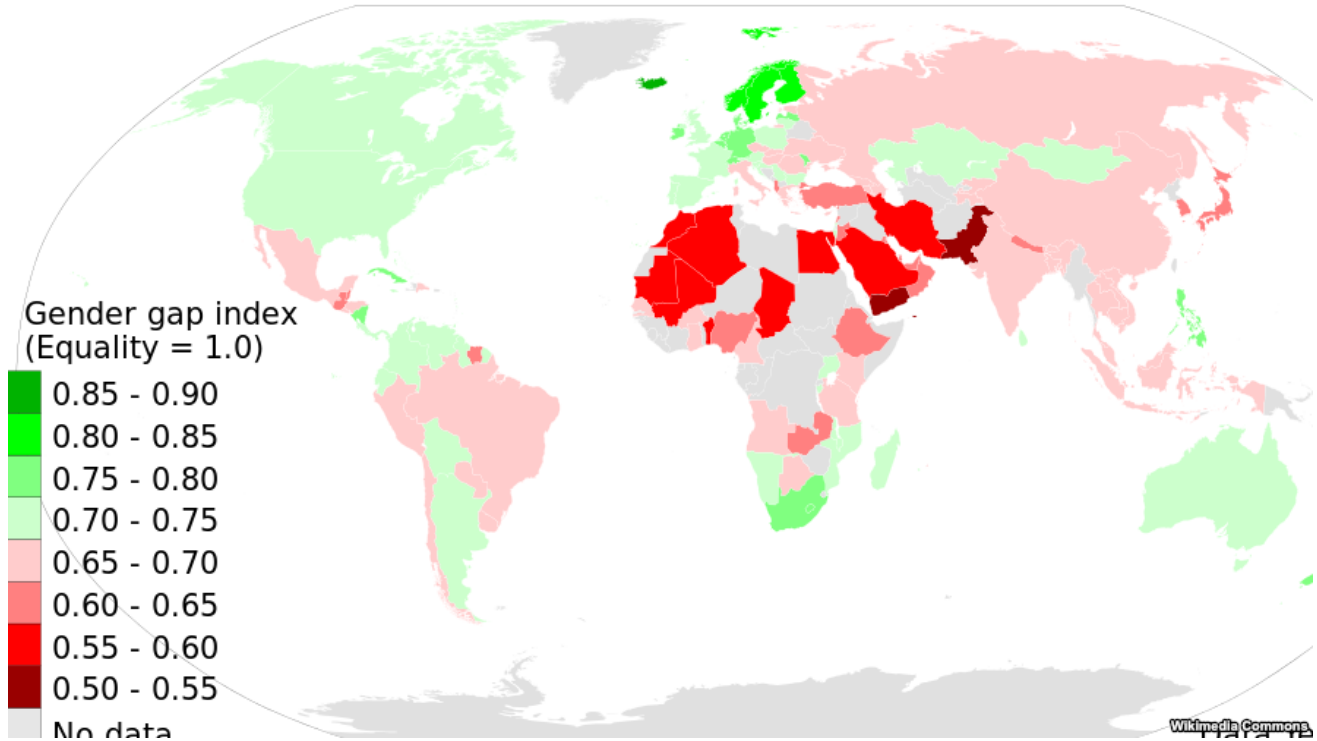 Gender gap index
(Equality = 1.0)
0.85 - 0.90
0.80 - 0.85
0.75 - 0.80
0.70 - 0.75
0.65 - 0.70
0.60 - 0.65
0.55 - 0.60
0.50 - 0.55
No data
Wikimedia Commons